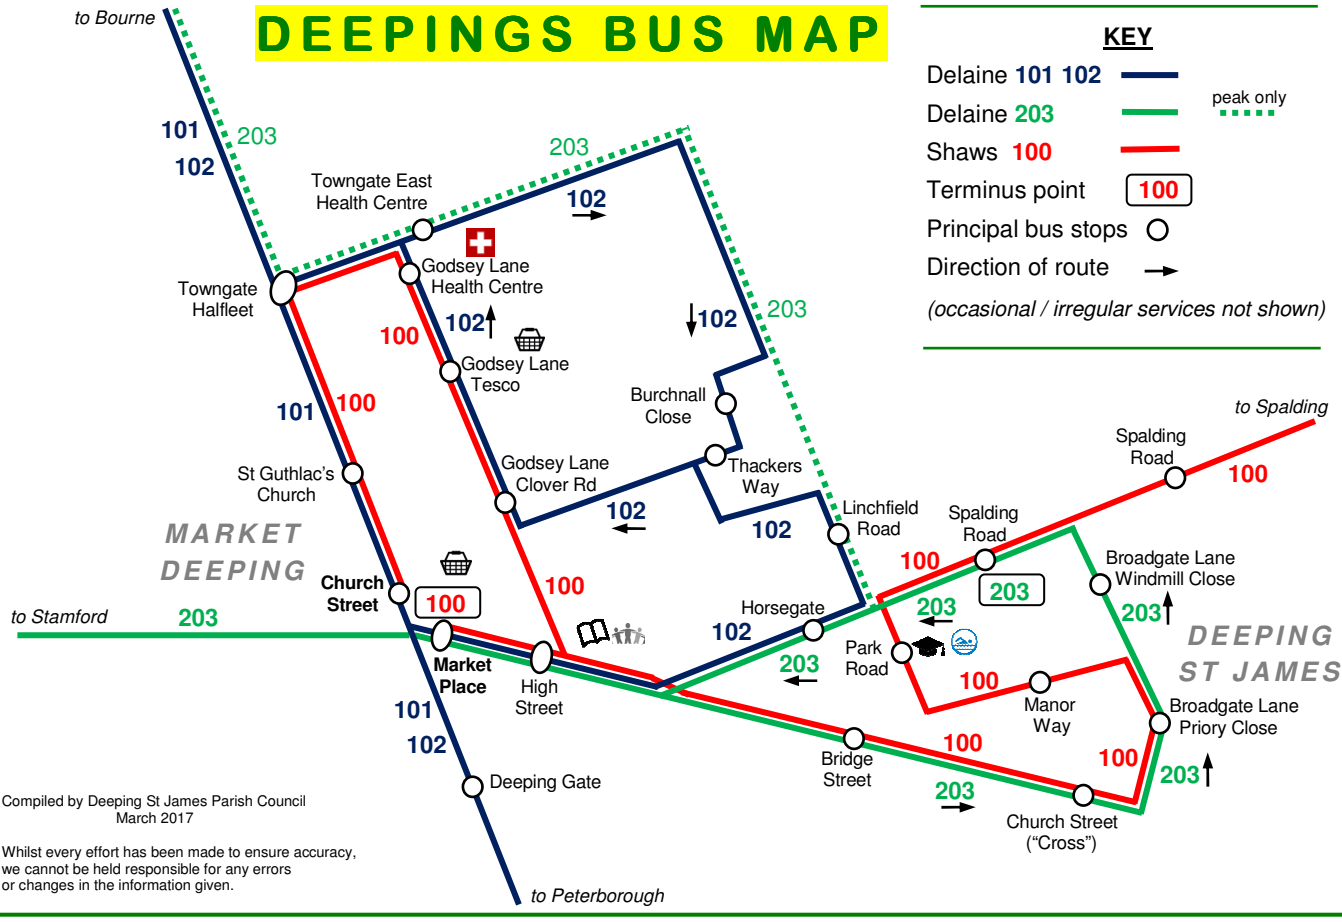 DEEPINGS BUS MAP
KEY
Delaine 101 102
Delaine 203
peak only
Shaws 100
Terminus point 100
Principal bus stops
Direction of route
(occasional / irregular services not shown)
to Bourne
101
102
203
203
Towngate East
Health Centre
102
Godsey Lane
Health Centre
Towngate
Halfleet
100
102
Godsey Lane
Tesco
102
203
Burchnall
Close
101
100
to Spalding
Spalding
Road
100
St Guthlac's
Church
Godsey Lane
Clover Rd
Thackers
Way
102
102
Linchfield
Road
Spalding
Road
MARKET
DEEPING
Church
Street
100
100
100
203
203
Broadgate Lane
Windmill Close
203
to Stamford
203
Horsegate
102
203
Park
Road
DEEPING
ST JAMES
Market
Place
High
Street
100
Manor
Way
Broadgate Lane
Priory Close
101
102
Bridge
Street
100
100
203
203
Deeping Gate
Church Street
(“Cross”)
Compiled by Deeping St James Parish Council
March 2017
Whilst every effort has been made to ensure accuracy,
we cannot be held responsible for any errors
or changes in the information given.
to Peterborough